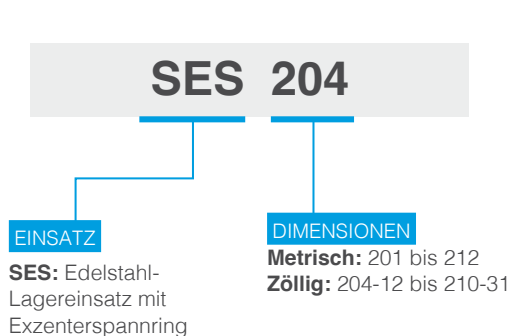 SES 204
EINSATZ
SES: Edelstahl-
Lagereinsatz mit
Exzenterspannring
DIMENSIONEN
Metrisch: 201 bis 212
Zöllig: 204-12 bis 210-31